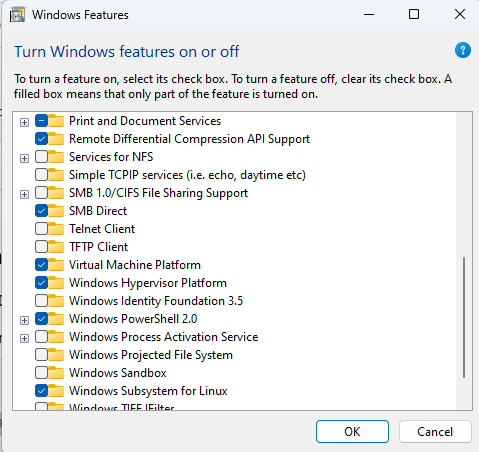 Windows Features
Turn Windows features on or off
To turn a feature on, select its check box. To turn a feature off, clear its check box. A
filled box means that only part of the feature is turned on.
Print and Document Services
Remote Differential Compression API Support
Services for NFS
Simple TCPIP services (i.e. echo, daytime etc)
SMB 1.0/CIFS File Sharing Support
SMB Direct
Telnet Client
TFTP Client
Virtual Machine Platform
Windows Hypervisor Platform
Windows Identity Foundation 3.5
Windows PowerShell 2.0
Windows Process Activation Service
Windows Projected File System
Windows Sandbox
Windows Subsystem for Linux
Windows TIFF IFilter
OK Cancel